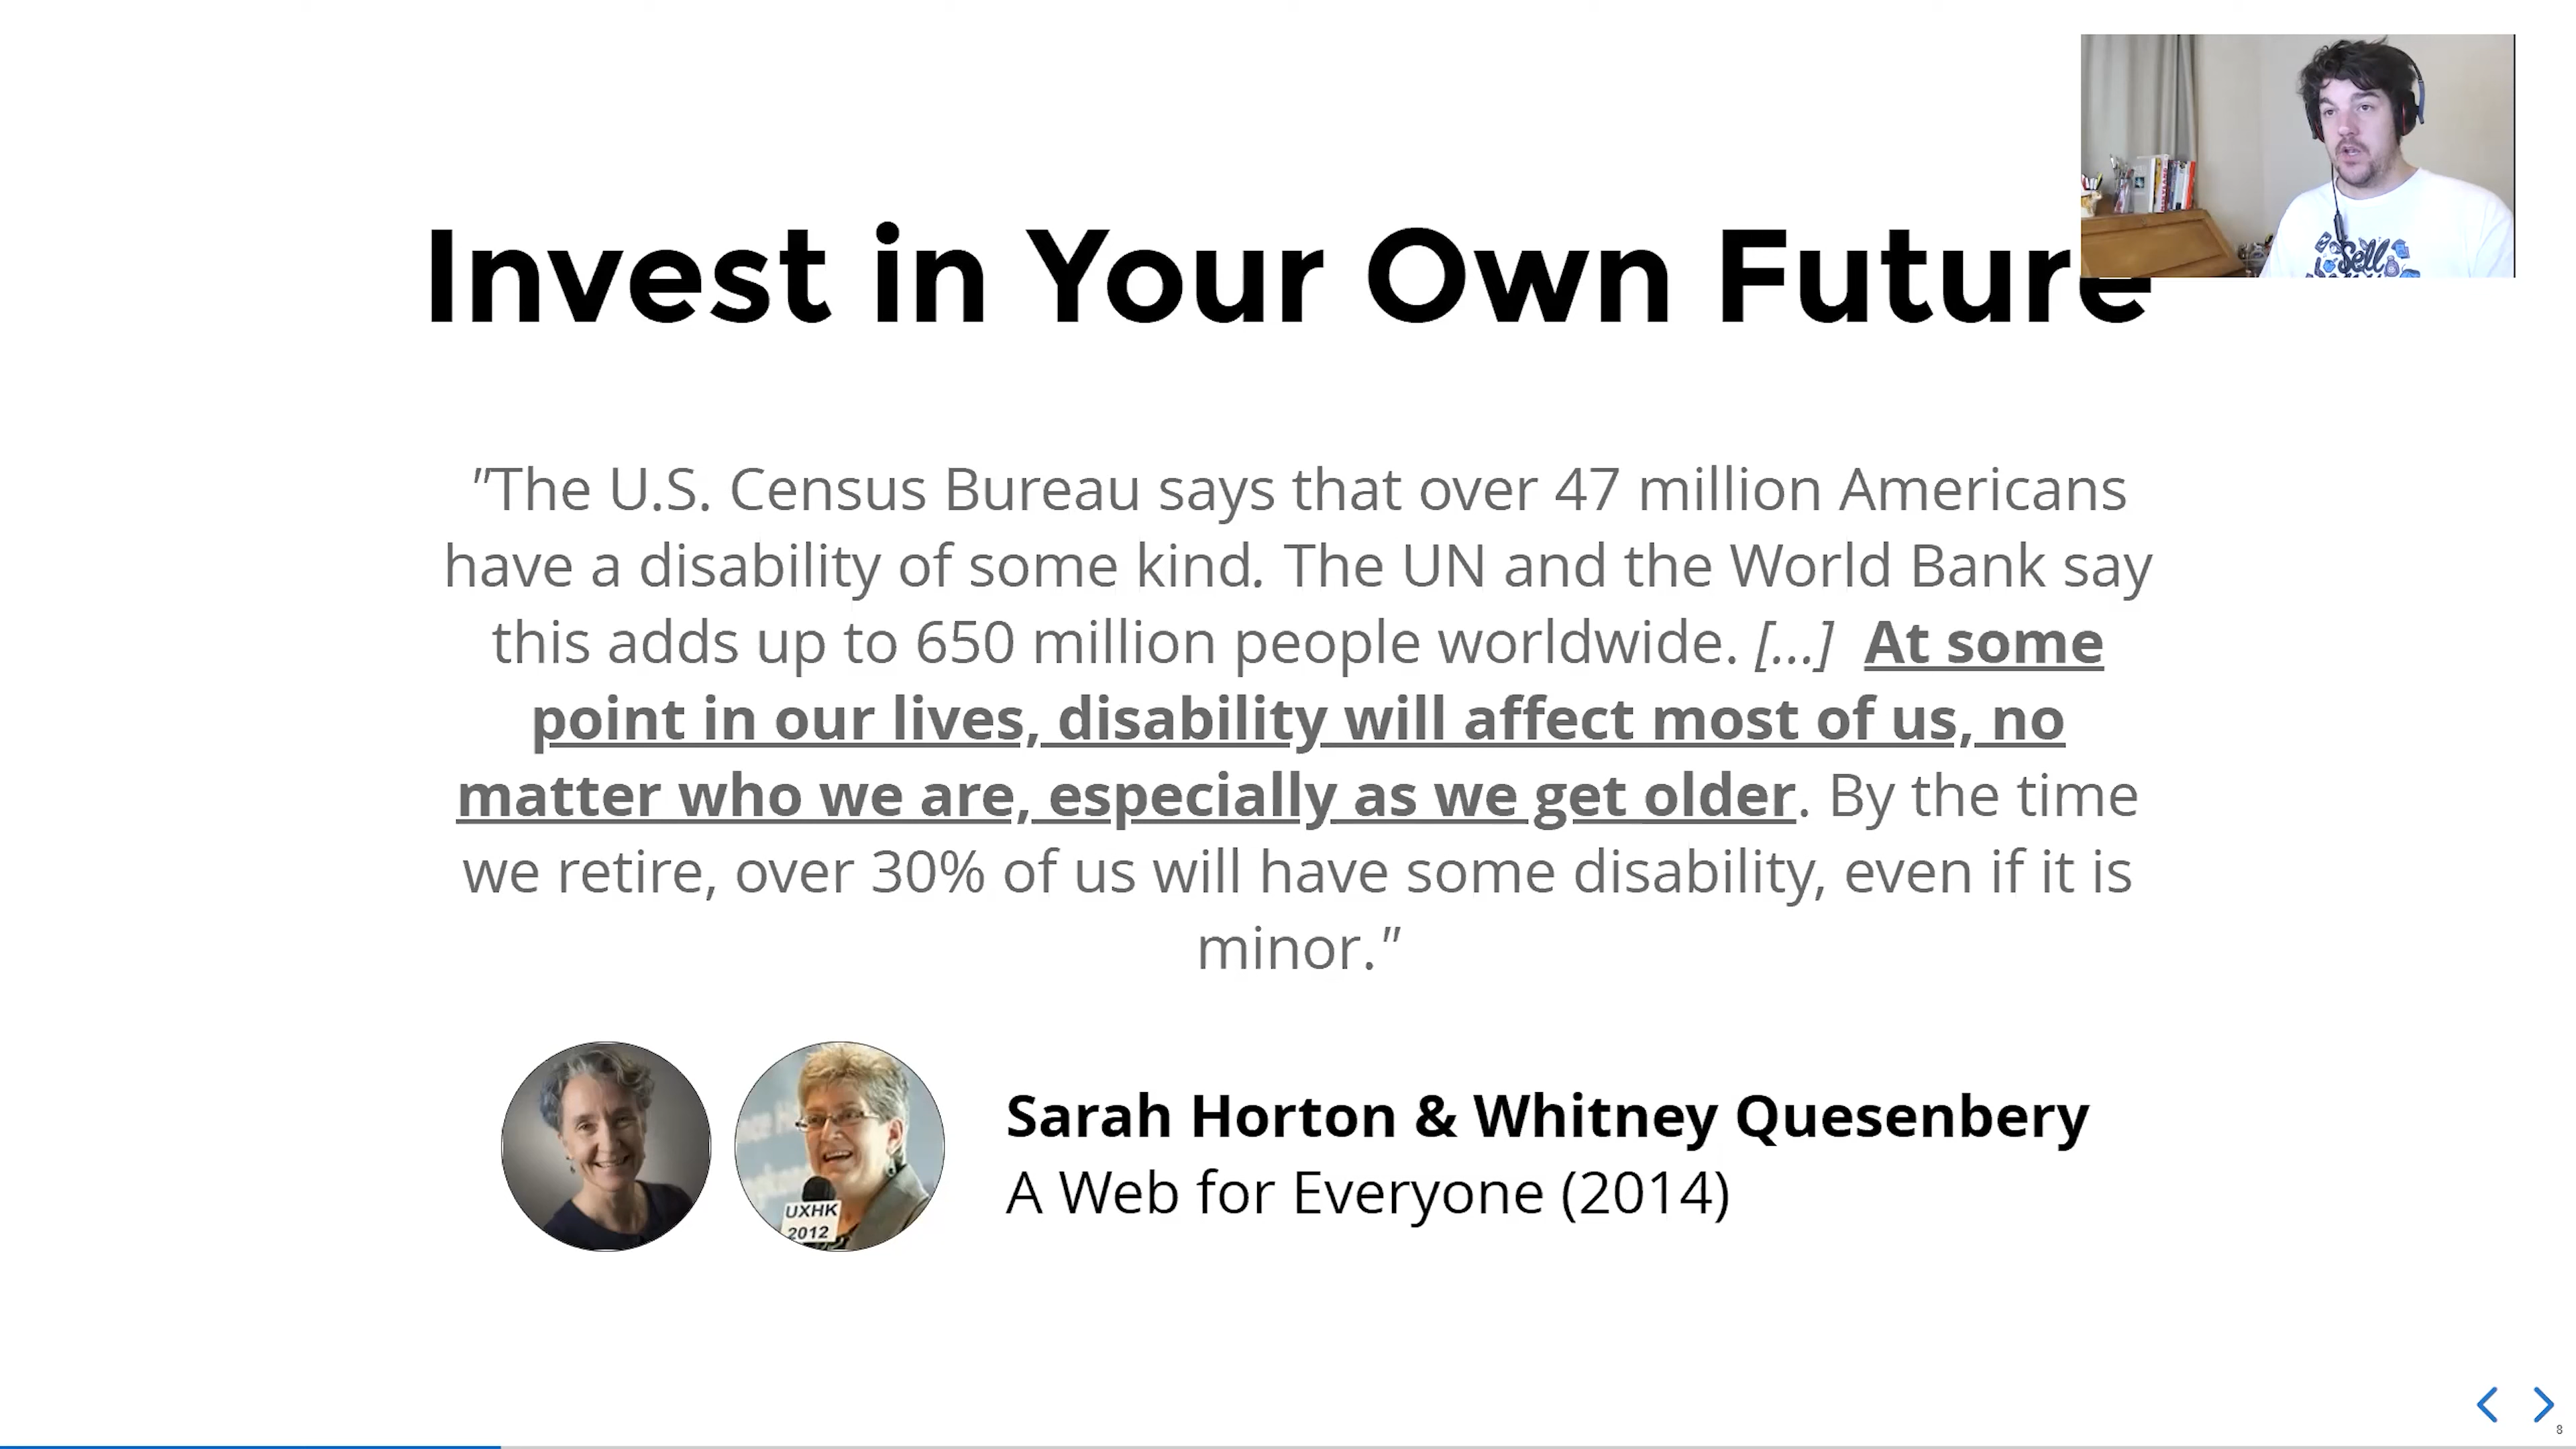 Invest in Your Own Future
"The U.S. Census Bureau says that over 47 million Americans
have a disability of some kind. The UN and the World Bank say
this adds up to 650 million people worldwide. [...] At some
point in our lives, disability will affect most of us, no
matter who we are, especially as we get older. By the time
we retire, over 30% of us will have some disability, even if it is
minor."
Sarah Horton & Whitney Quesenbery
A Web for Everyone (2014)
UXHK
2012
Sell
8